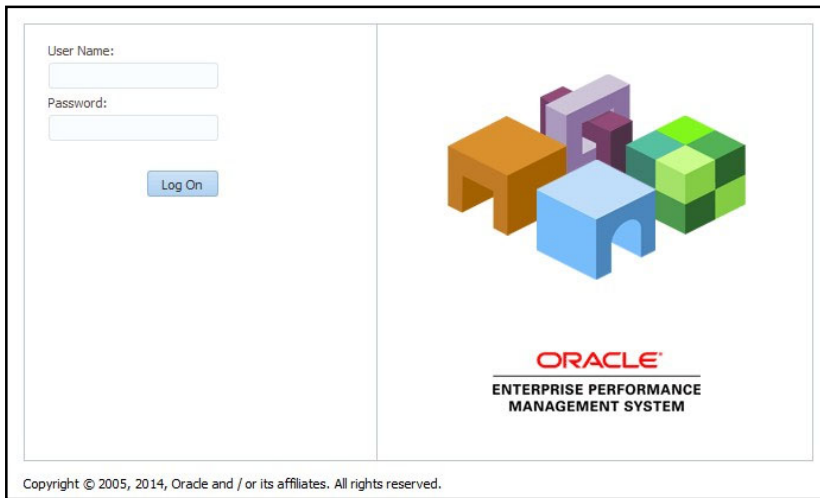 User Name:
Password:
Log On
ORACLE®
ENTERPRISE PERFORMANCE
MANAGEMENT SYSTEM
Copyright © 2005, 2014, Oracle and / or its affiliates. All rights reserved.